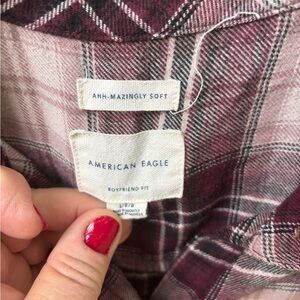 AHH-MAZINGLY SOFT
AMERICAN EAGLE
BOYFRIEND FIT